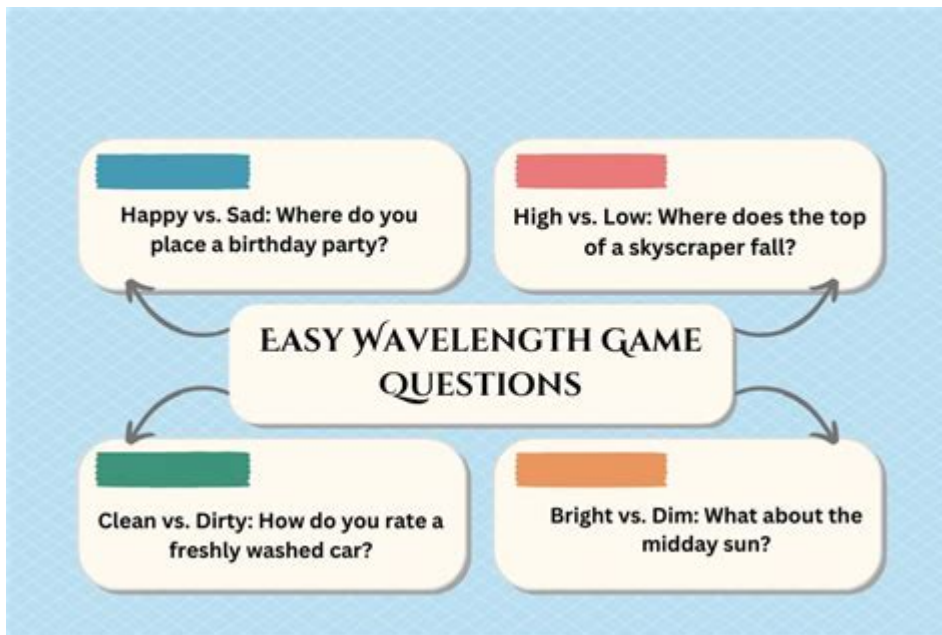 Happy vs. Sad: Where do you
place a birthday party?
High vs. Low: Where does the top
of a skyscraper fall?
Easy Wavelength Game
Questions
Clean vs. Dirty: How do you rate a
freshly washed car?
Bright vs. Dim: What about the
midday sun?